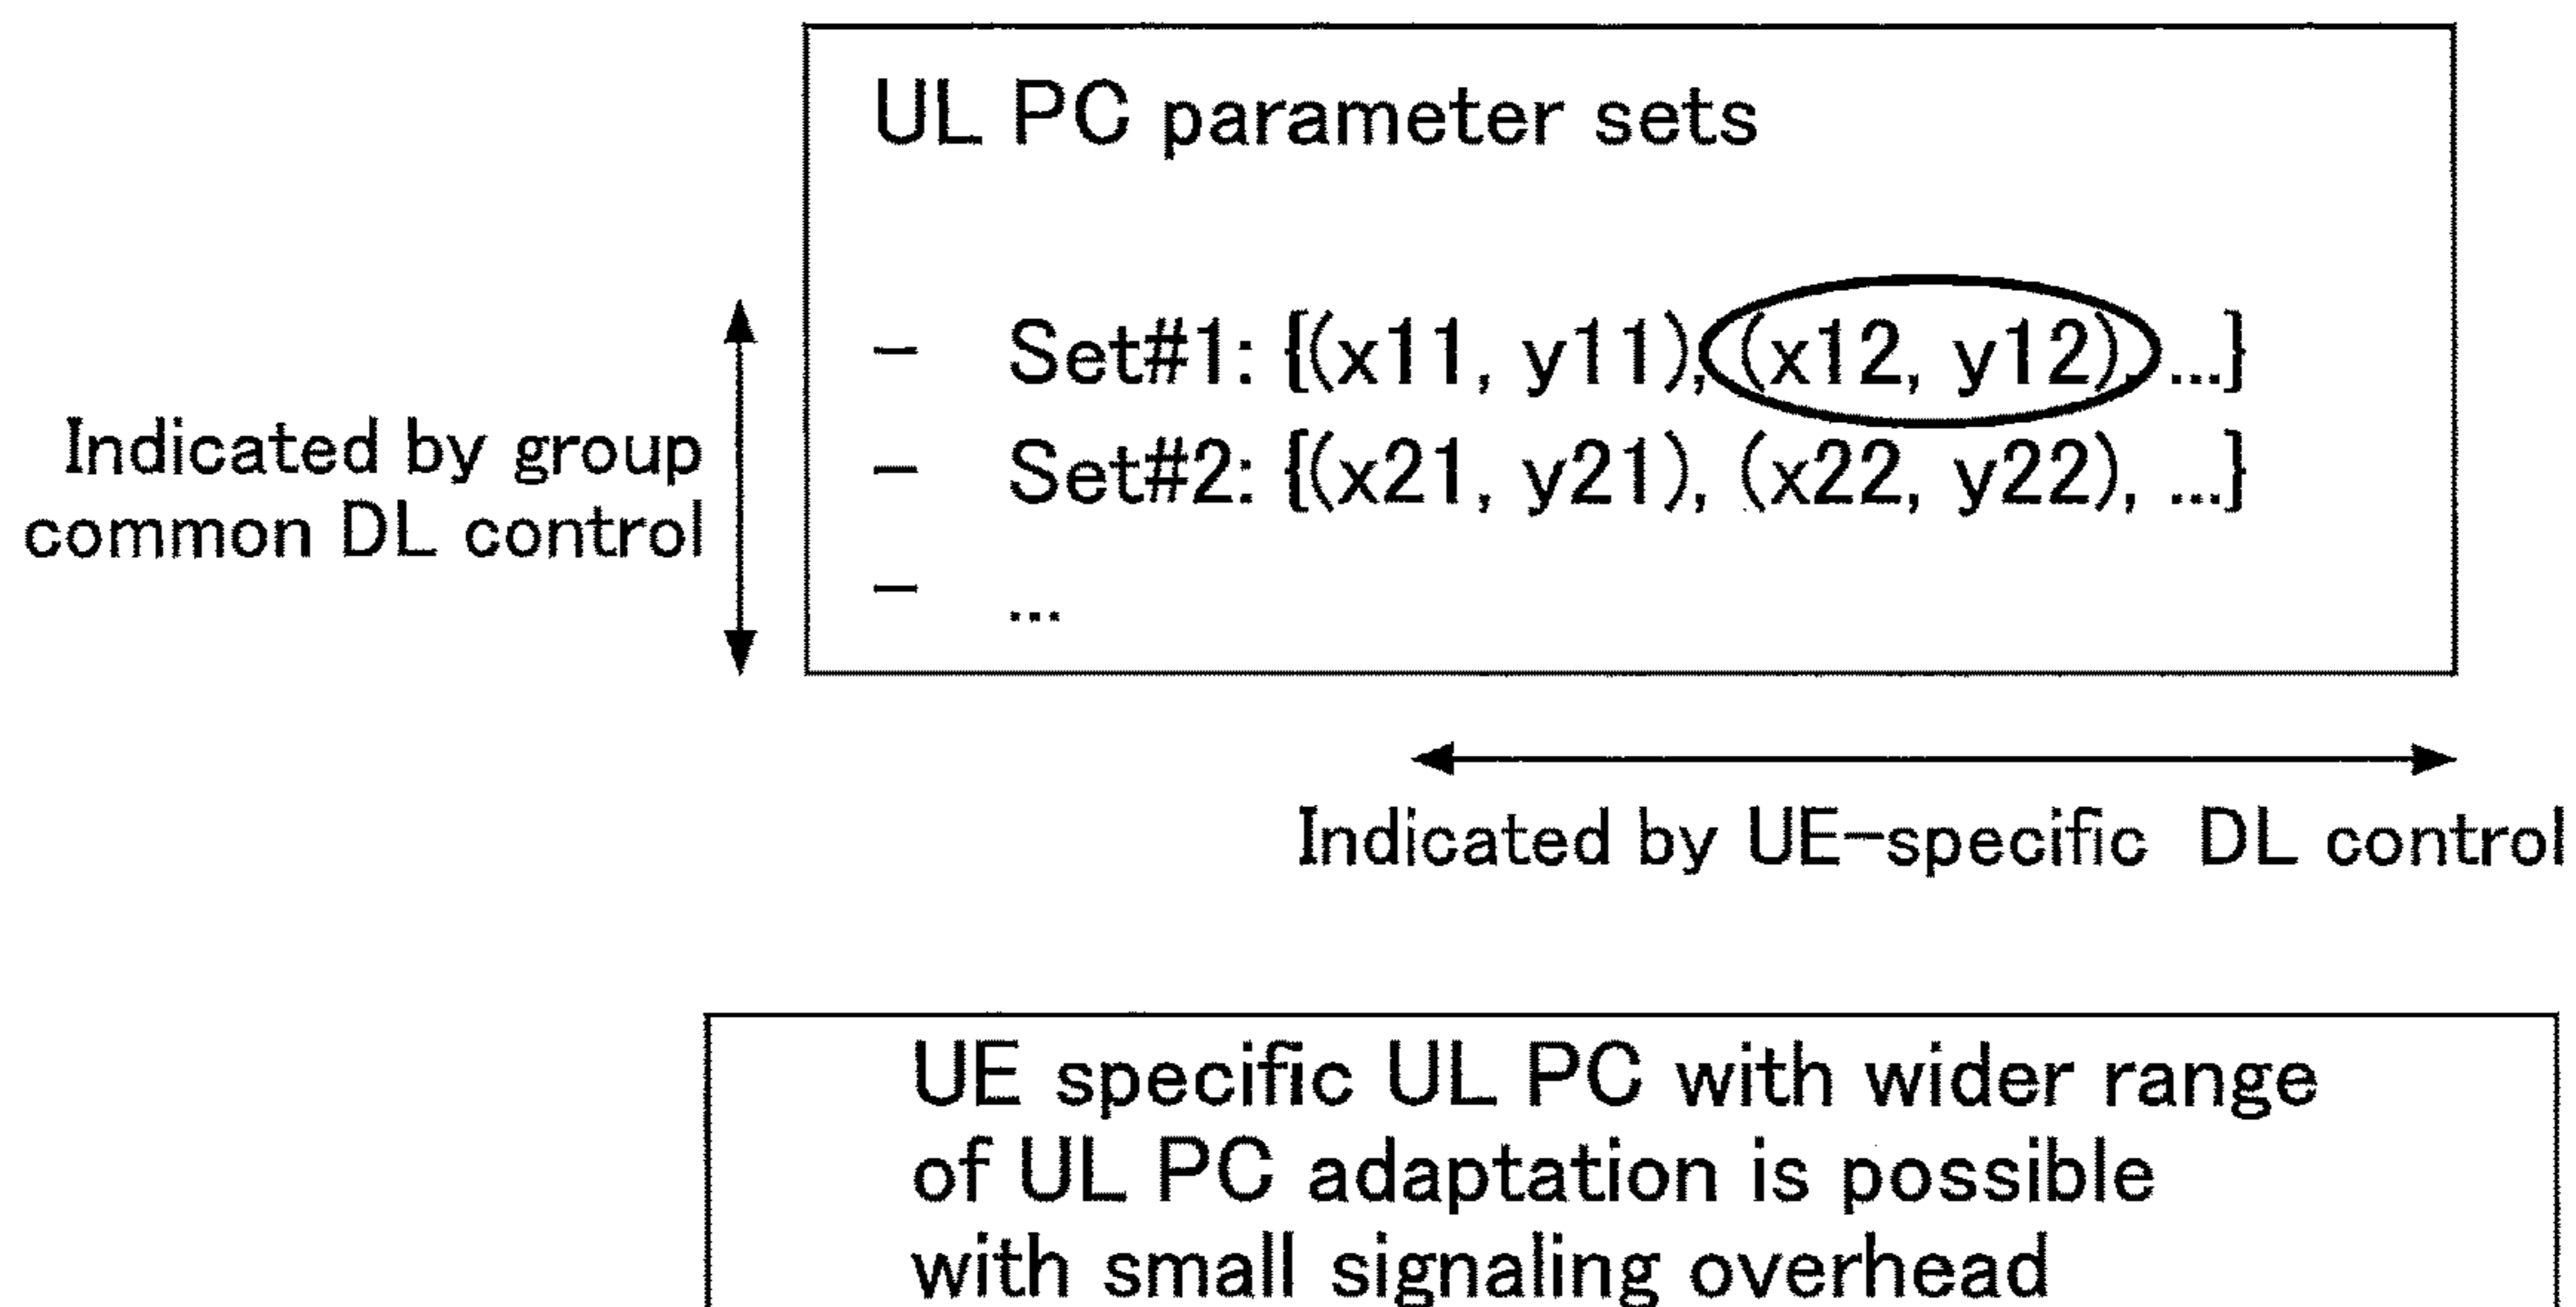 UL PC parameter sets
– Set#1: {(x11, y11), (x12, y12), ...}
– Set#2: {(x21, y21), (x22, y22), ...}
– ...
Indicated by group
common DL control
Indicated by UE-specific DL control
UE specific UL PC with wider range
of UL PC adaptation is possible
with small signaling overhead